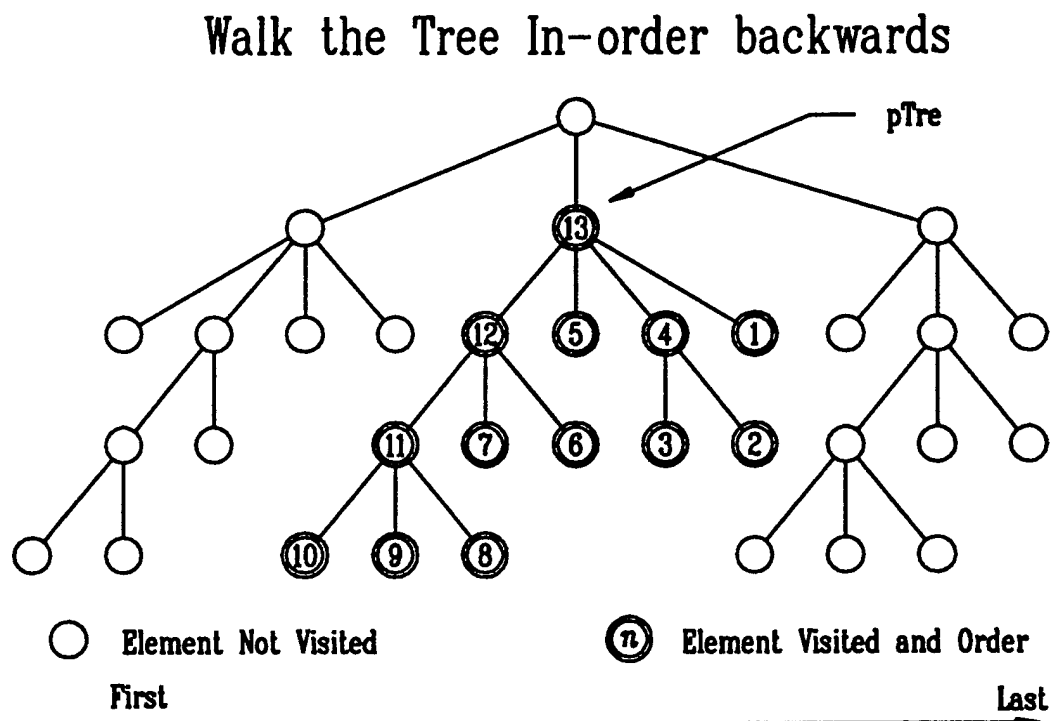 Walk the Tree In-order backwards
pTre
13
12 5 4 1
11 7 6 3 2
10 9 8
Element Not Visited
n Element Visited and Order
First Last